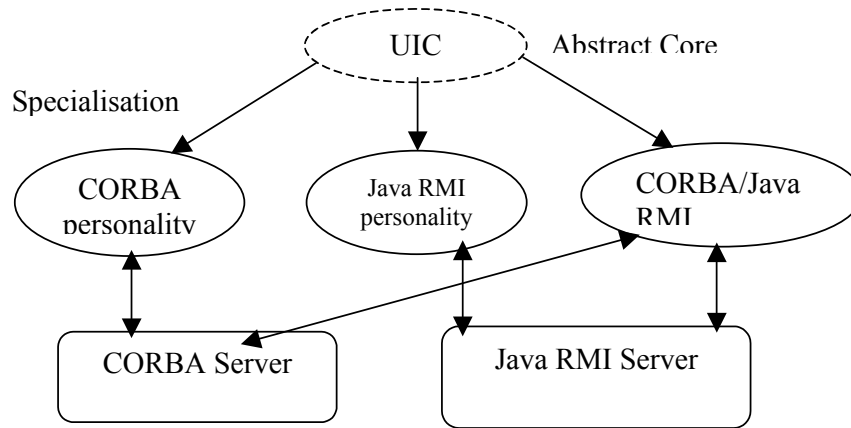 UIC
Abstract Core
Specialisation
CORBA
personality
Java RMI
personality
CORBA/Java
RMI
CORBA Server
Java RMI Server